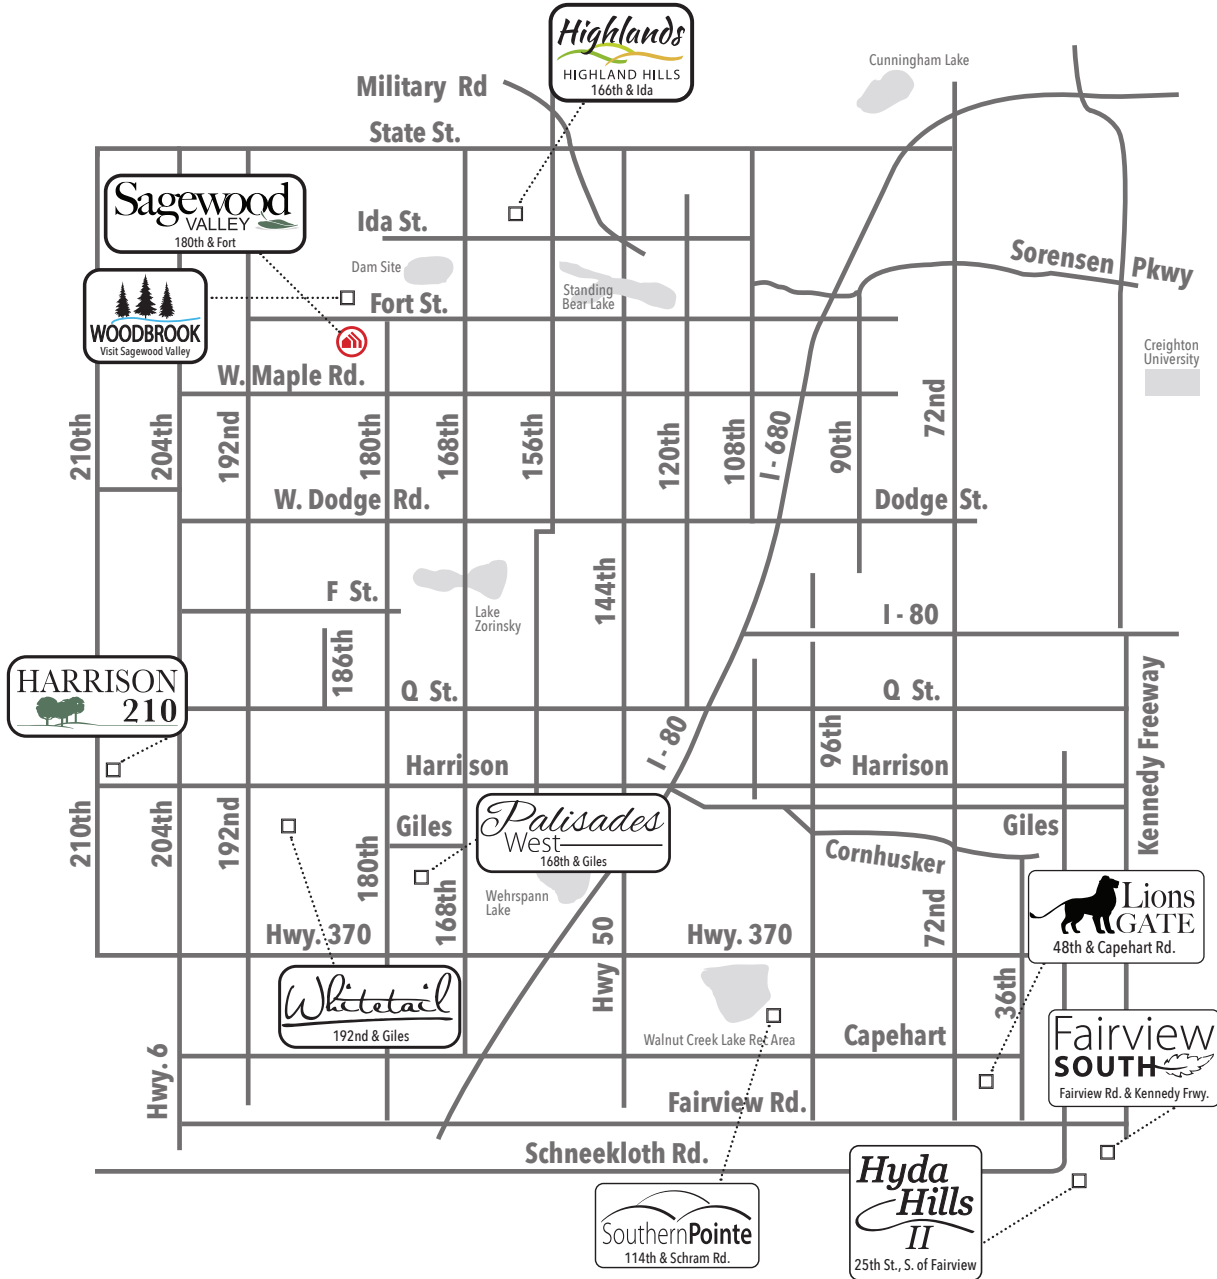 Highlands
HIGHLAND HILLS
166th & Ida
Cunningham Lake
Military Rd
State St.
Sagewood
VALLEY
180th & Fort
Ida St.
Sorensen Pkwy
Dam Site
Standing
Bear Lake
Fort St.
WOODBROOK
Visit Sagewood Valley
Creighton
University
W. Maple Rd.
210th
204th
192nd
180th
168th
156th
120th
108th
I - 680
90th
72nd
W. Dodge Rd.
Dodge St.
F St.
144th
Lake
Zorinsky
I - 80
186th
HARRISON
210
Q St.
Q St.
Kennedy Freeway
I - 80
96th
Harrison
Harrison
210th
204th
192nd
180th
Giles
168th
Palisades
West
168th & Giles
Giles
Cornhusker
Wehrspann
Lake
72nd
Lions
GATE
48th & Capehart Rd.
Hwy. 370
Hwy 50
Hwy. 370
Whitetail
192nd & Giles
36th
Walnut Creek Lake Rec Area
Capehart
Fairview
SOUTH
Fairview Rd. & Kennedy Frwy.
Hwy. 6
Fairview Rd.
Schneekloth Rd.
SouthernPointe
114th & Schram Rd.
Hyda
Hills
II
25th St., S. of Fairview